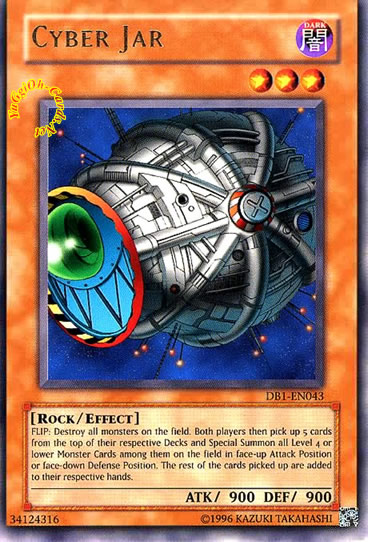 CYBER JAR
DARK
闇
YuGgiOh-Cards.Net
DB1-EN043
[ROCK/EFFECT]
FLIP: Destroy all monsters on the field. Both players then pick up 5 cards
from the top of their respective Decks and Special Summon all Level 4 or
lower Monster Cards among them on the field in face-up Attack Position
or face-down Defense Position. The rest of the cards picked up are added
to their respective hands.
ATK/ 900 DEF/ 900
34124316
©1996 KAZUKI TAKAHASHI